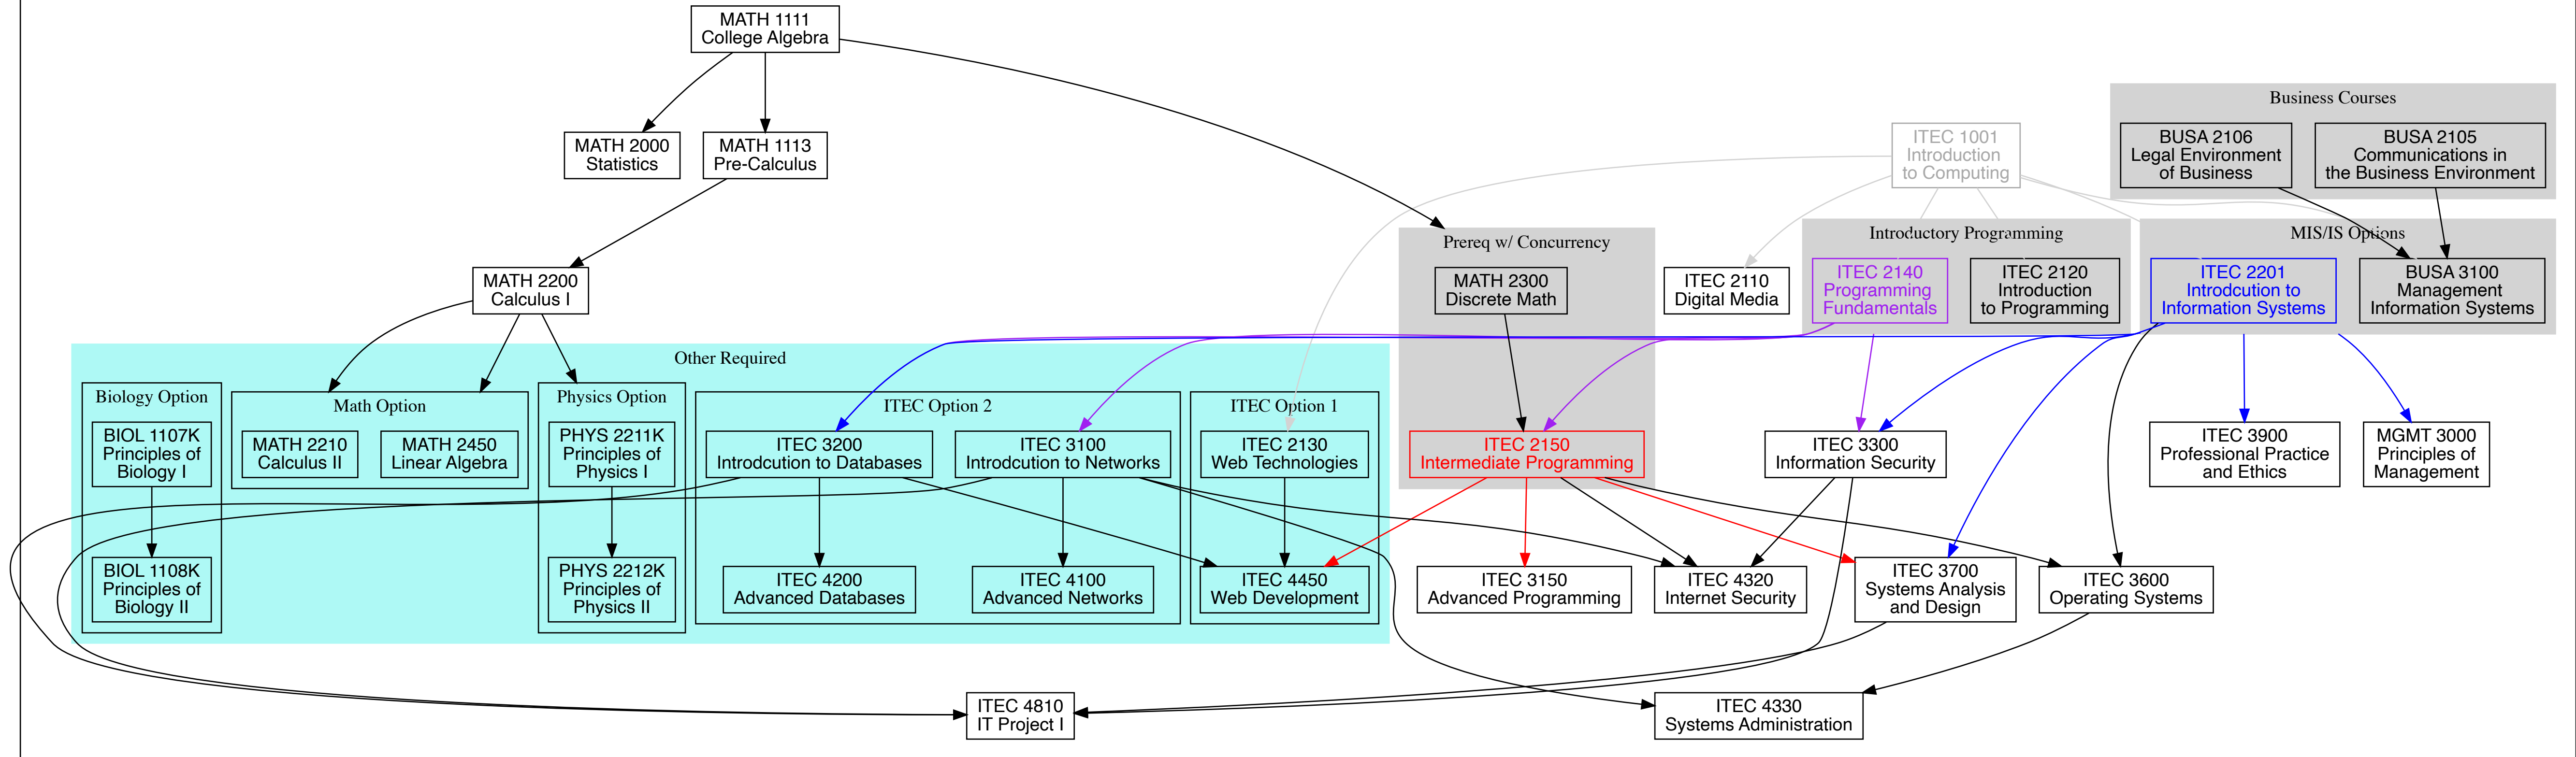 MATH 1111
College Algebra
MATH 2000
Statistics
MATH 1113
Pre-Calculus
ITEC 1001
Introduction
to Computing
Business Courses
BUSA 2106
Legal Environment
of Business
BUSA 2105
Communications in
the Business Environment
MATH 2200
Calculus I
Prereq w/ Concurrency
MATH 2300
Discrete Math
ITEC 2110
Digital Media
Introductory Programming
ITEC 2140
Programming
Fundamentals
ITEC 2120
Introduction
to Programming
MIS/IS Options
ITEC 2201
Introdcution to
Information Systems
BUSA 3100
Management
Information Systems
Other Required
Biology Option
BIOL 1107K
Principles of
Biology I
Math Option
MATH 2210
Calculus II
MATH 2450
Linear Algebra
Physics Option
PHYS 2211K
Principles of
Physics I
ITEC Option 2
ITEC 3200
Introdcution to Databases
ITEC 3100
Introdcution to Networks
ITEC Option 1
ITEC 2130
Web Technologies
ITEC 2150
Intermediate Programming
ITEC 3300
Information Security
ITEC 3900
Professional Practice
and Ethics
MGMT 3000
Principles of
Management
BIOL 1108K
Principles of
Biology II
PHYS 2212K
Principles of
Physics II
ITEC 4200
Advanced Databases
ITEC 4100
Advanced Networks
ITEC 4450
Web Development
ITEC 3150
Advanced Programming
ITEC 4320
Internet Security
ITEC 3700
Systems Analysis
and Design
ITEC 3600
Operating Systems
ITEC 4810
IT Project I
ITEC 4330
Systems Administration